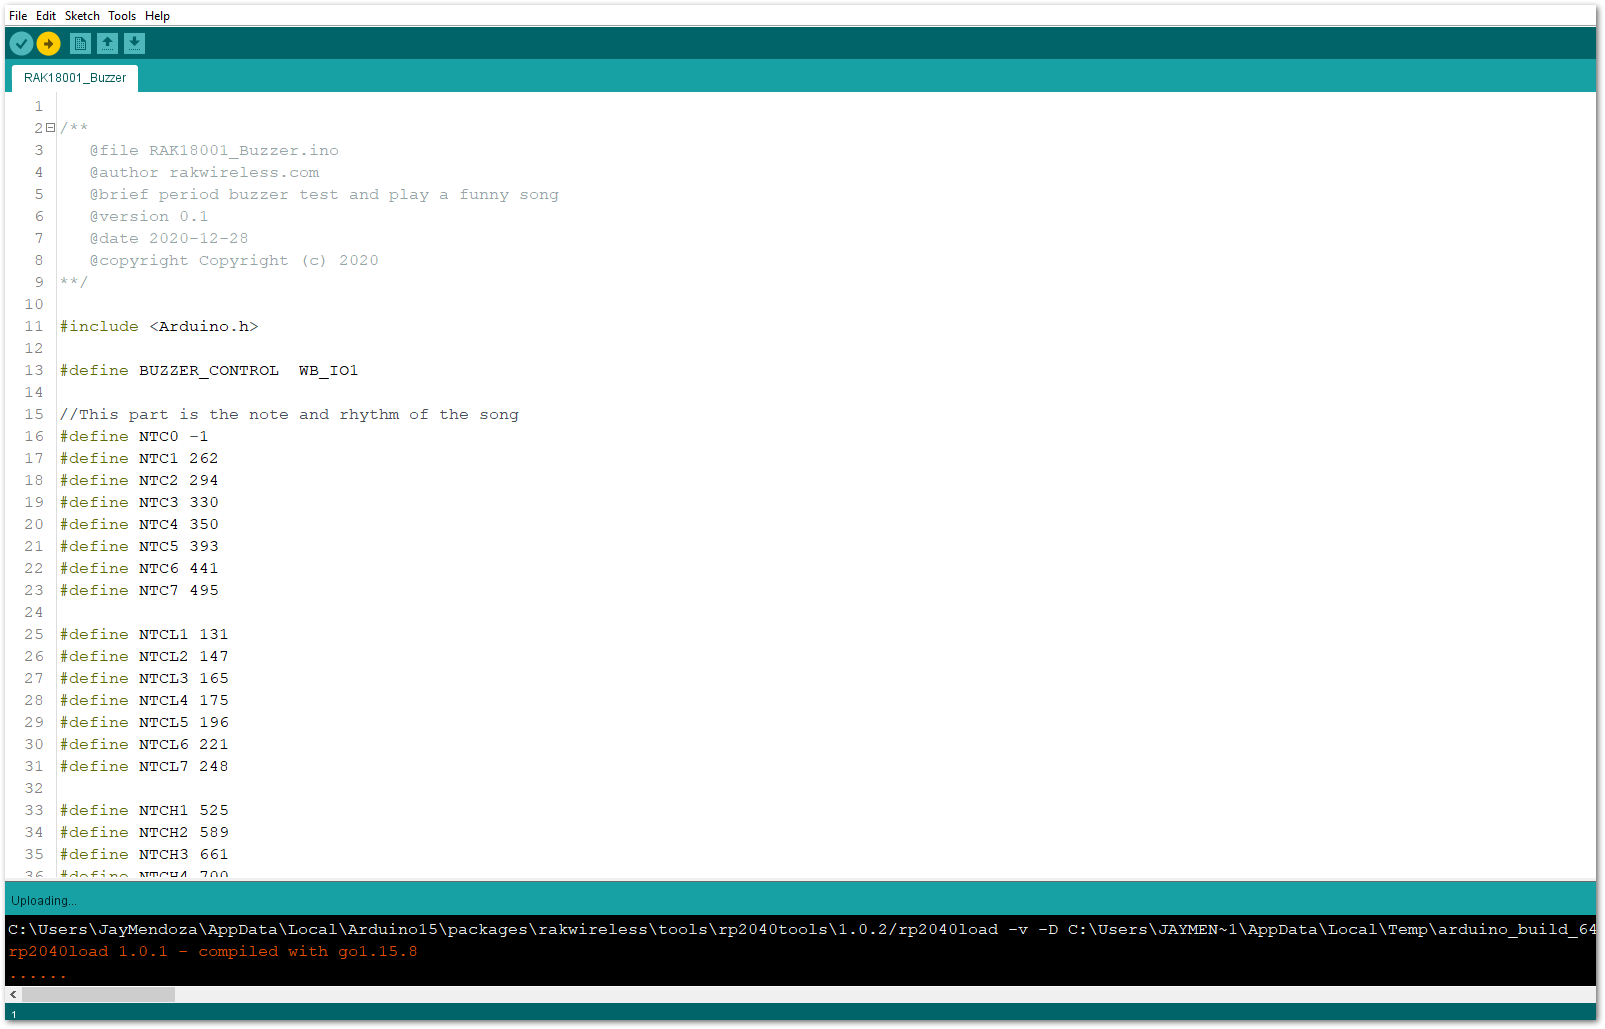 File Edit Sketch Tools Help
RAK18001_Buzzer
1
2 /**
3 @file RAK18001_Buzzer.ino
4 @author rakwireless.com
5 @brief period buzzer test and play a funny song
6 @version 0.1
7 @date 2020-12-28
8 @copyright Copyright (c) 2020
9 **/
10
11 #include <Arduino.h>
12
13 #define BUZZER_CONTROL  WB_IO1
14
15 //This part is the note and rhythm of the song
16 #define NTC0 -1
17 #define NTC1 262
18 #define NTC2 294
19 #define NTC3 330
20 #define NTC4 350
21 #define NTC5 393
22 #define NTC6 441
23 #define NTC7 495
24
25 #define NTCL1 131
26 #define NTCL2 147
27 #define NTCL3 165
28 #define NTCL4 175
29 #define NTCL5 196
30 #define NTCL6 221
31 #define NTCL7 248
32
33 #define NTCH1 525
34 #define NTCH2 589
35 #define NTCH3 661
36 #define NTCH4 700
Uploading...
C:\Users\JayMendoza\AppData\Local\Arduino15\packages\rakwireless\tools\rp2040tools\1.0.2/rp2040load -v -D C:\Users\JAYMEN~1\AppData\Local\Temp\arduino_build_64
rp2040load 1.0.1 - compiled with go1.15.8
......
1